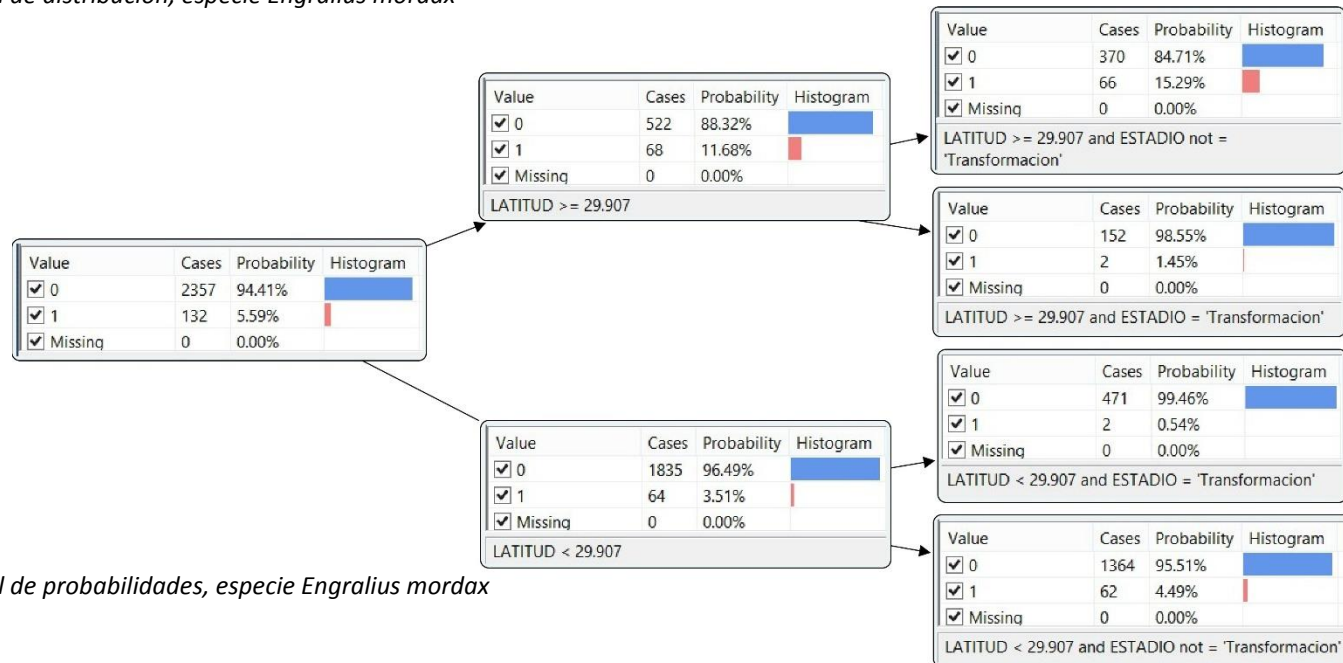 de distribución, especie Engralius mordax
Value Cases Probability Histogram
0 370 84.71%
1 66 15.29%
Missing 0 0.00%
LATITUD >= 29.907 and ESTADIO not =
'Transformacion'
Value Cases Probability Histogram
0 522 88.32%
1 68 11.68%
Missing 0 0.00%
LATITUD >= 29.907
Value Cases Probability Histogram
0 152 98.55%
1 2 1.45%
Missing 0 0.00%
LATITUD >= 29.907 and ESTADIO = 'Transformacion'
Value Cases Probability Histogram
0 2357 94.41%
1 132 5.59%
Missing 0 0.00%
Value Cases Probability Histogram
0 471 99.46%
1 2 0.54%
Missing 0 0.00%
LATITUD < 29.907 and ESTADIO = 'Transformacion'
Value Cases Probability Histogram
0 1835 96.49%
1 64 3.51%
Missing 0 0.00%
LATITUD < 29.907
Value Cases Probability Histogram
0 1364 95.51%
1 62 4.49%
Missing 0 0.00%
LATITUD < 29.907 and ESTADIO not = 'Transformacion'
de probabilidades, especie Engralius mordax